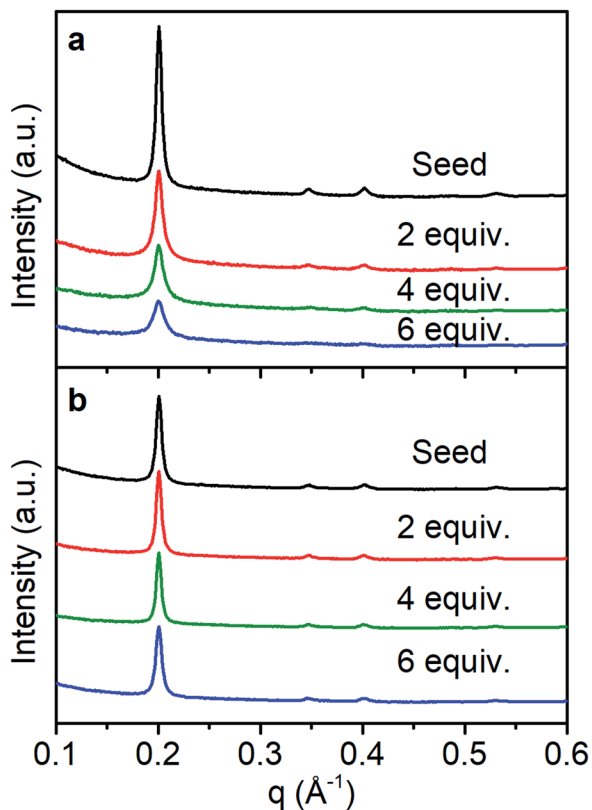 a
Seed
2 equiv.
4 equiv.
6 equiv.
Intensity (a.u.)
b
Seed
2 equiv.
4 equiv.
6 equiv.
Intensity (a.u.)
0.1 0.2 0.3 0.4 0.5 0.6
q (Å⁻¹)